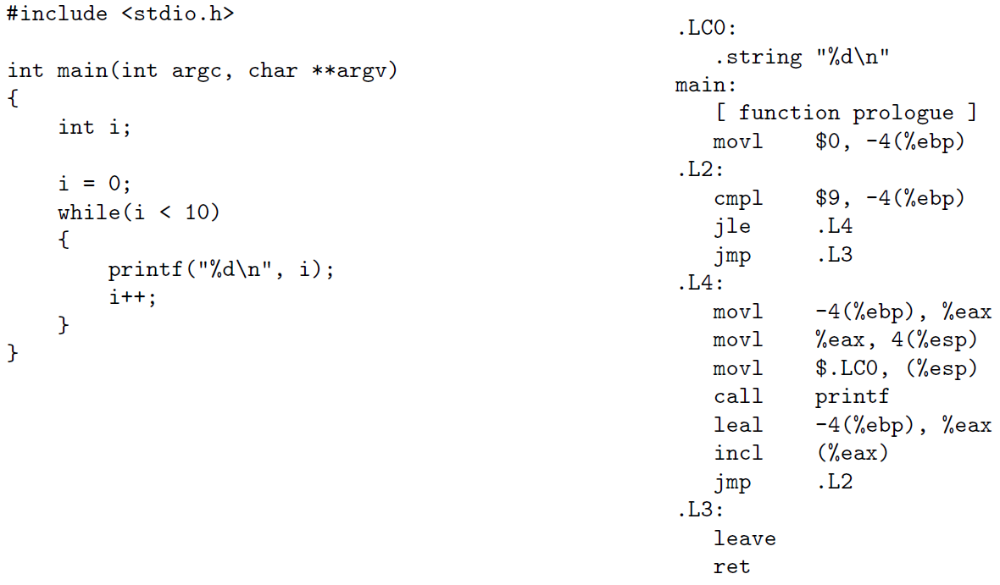 #include <stdio.h>
int main(int argc, char **argv)
{
int i;
i = 0;
while(i < 10)
{
printf("%d\n", i);
i++;
}
}
.LC0:
.string "%d\n"
main:
[ function prologue ]
movl $0, -4(%ebp)
.L2:
cmpl $9, -4(%ebp)
jle .L4
jmp .L3
.L4:
movl -4(%ebp), %eax
movl %eax, 4(%esp)
movl $.LC0, (%esp)
call printf
leal -4(%ebp), %eax
incl (%eax)
jmp .L2
.L3:
leave
ret